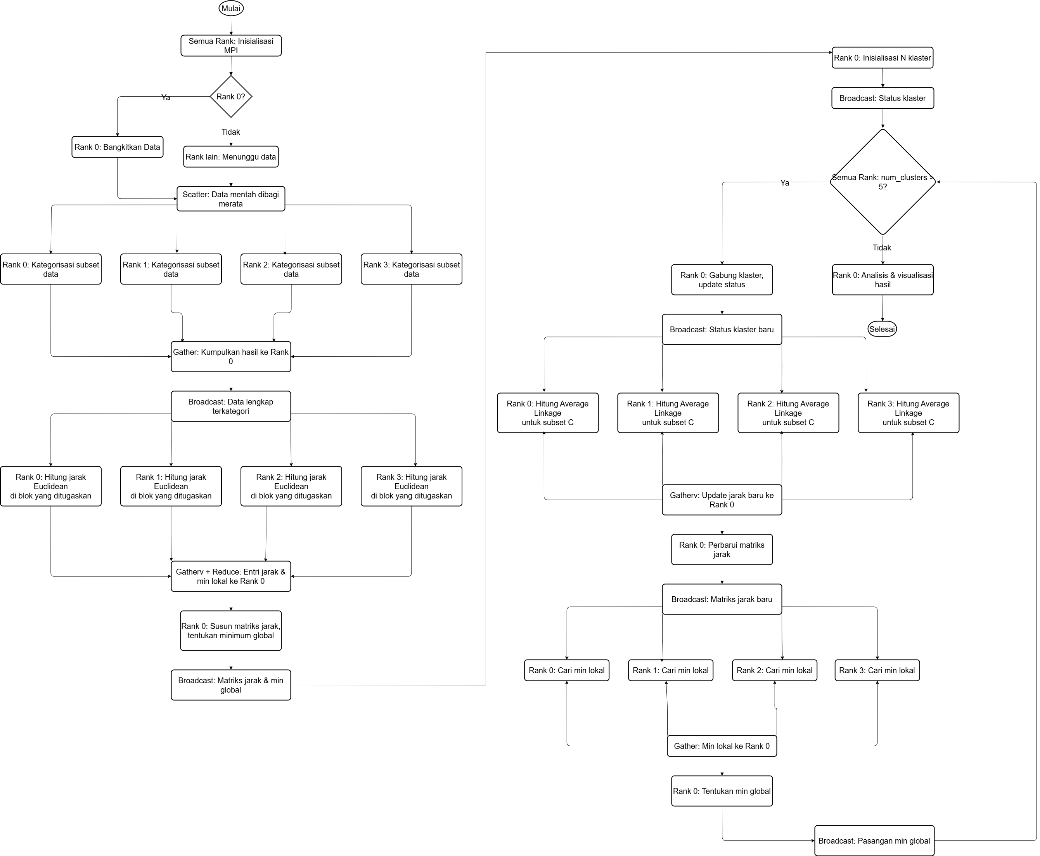 Mulai
Semua Rank: Inisialisasi
MPI
Rank 0?
Ya
Tidak
Rank 0: Bangkitkan Data
Rank lain: Menunggu data
Scatter: Data mentah dibagi
merata
Rank 0: Kategorisasi subset
data
Rank 1: Kategorisasi subset
data
Rank 2: Kategorisasi subset
data
Rank 3: Kategorisasi subset
data
Gather: Kumpulkan hasil ke Rank
0
Broadcast: Data lengkap
terkategori
Rank 0: Hitung jarak
Euclidean
di blok yang ditugaskan
Rank 1: Hitung jarak
Euclidean
di blok yang ditugaskan
Rank 2: Hitung jarak
Euclidean
di blok yang ditugaskan
Rank 3: Hitung jarak
Euclidean
di blok yang ditugaskan
Gatherv + Reduce: Entri jarak &
min lokal ke Rank 0
Rank 0: Susun matriks jarak,
tentukan minimum global
Broadcast: Matriks jarak & min
global
Rank 0: Inisialisasi N klaster
Broadcast: Status klaster
Semua Rank: num_clusters =
5?
Ya
Tidak
Rank 0: Gabung klaster,
update status
Rank 0: Analisis & visualisasi
hasil
Selesai
Broadcast: Status klaster baru
Rank 0: Hitung Average
Linkage
untuk subset C
Rank 1: Hitung Average
Linkage
untuk subset C
Rank 2: Hitung Average
Linkage
untuk subset C
Rank 3: Hitung Average
Linkage
untuk subset C
Gatherv: Update jarak baru ke
Rank 0
Rank 0: Perbarui matriks
jarak
Broadcast: Matriks jarak baru
Rank 0: Cari min lokal
Rank 1: Cari min lokal
Rank 2: Cari min lokal
Rank 3: Cari min lokal
Gather: Min lokal ke Rank 0
Rank 0: Tentukan min global
Broadcast: Pasangan min global